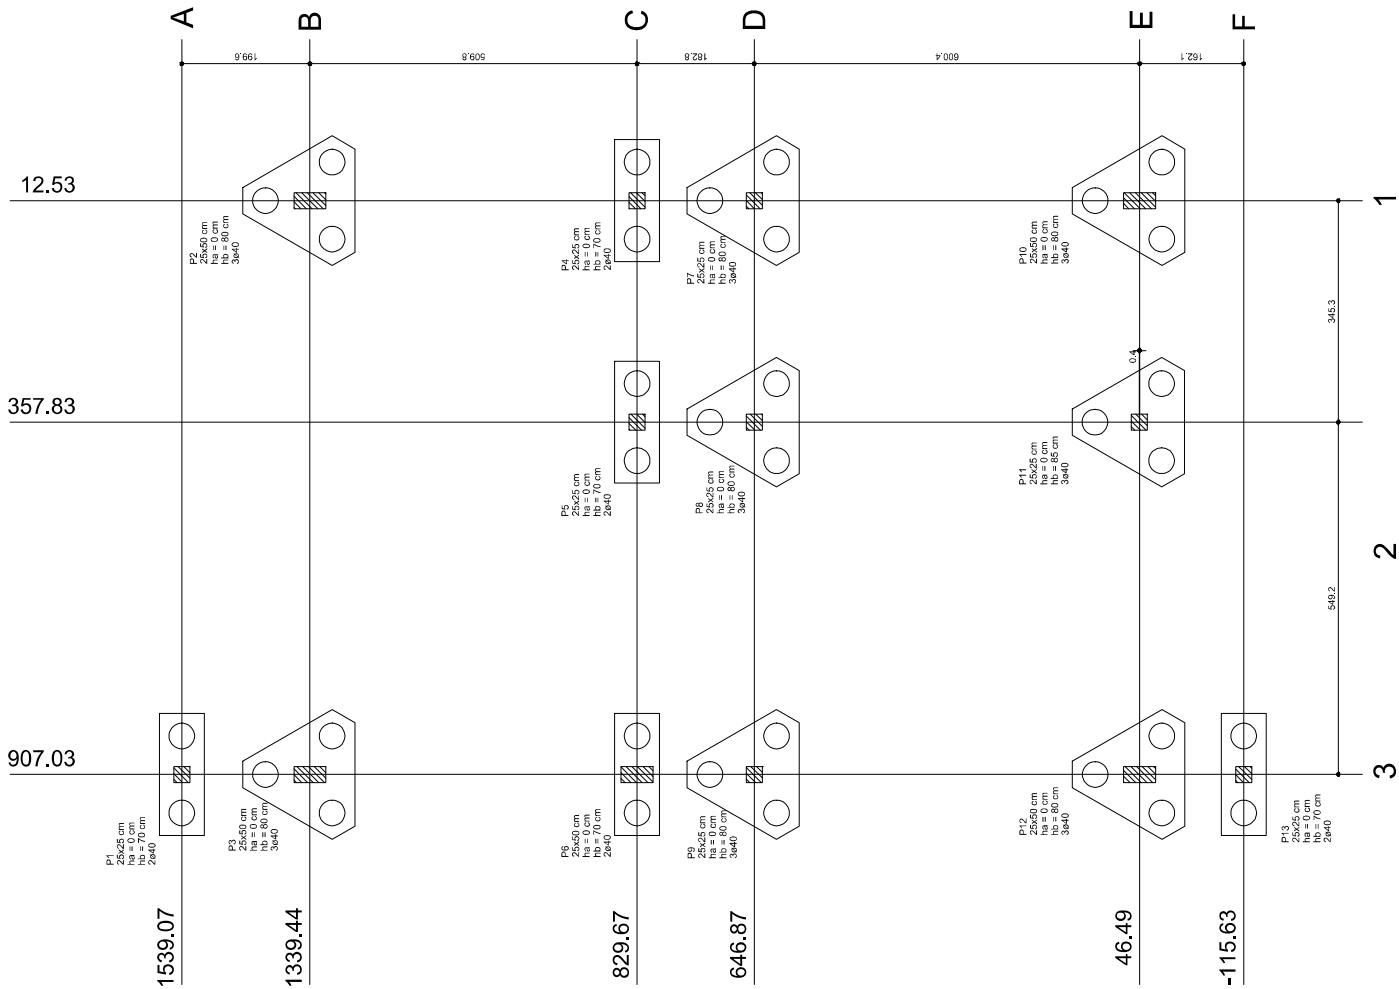 A
B
C
D
E
F
199.6
509.8
182.8
600.4
162.1
12.53
1
P2
25x50 cm
ha = 0 cm
hb = 80 cm
3ø40
P4
25x25 cm
ha = 0 cm
hb = 70 cm
2ø40
P7
25x25 cm
ha = 0 cm
hb = 80 cm
3ø40
P10
25x50 cm
ha = 0 cm
hb = 80 cm
3ø40
345.3
0.4
357.83
P5
25x25 cm
ha = 0 cm
hb = 70 cm
2ø40
P8
25x25 cm
ha = 0 cm
hb = 80 cm
3ø40
P11
25x25 cm
ha = 0 cm
hb = 85 cm
3ø40
2
549.2
907.03
3
P1
25x25 cm
ha = 0 cm
hb = 70 cm
2ø40
P3
25x50 cm
ha = 0 cm
hb = 80 cm
3ø40
P6
25x50 cm
ha = 0 cm
hb = 70 cm
2ø40
P9
25x25 cm
ha = 0 cm
hb = 80 cm
3ø40
P12
25x50 cm
ha = 0 cm
hb = 80 cm
3ø40
P13
25x25 cm
ha = 0 cm
hb = 70 cm
2ø40
1539.07
1339.44
829.67
646.87
46.49
-115.63